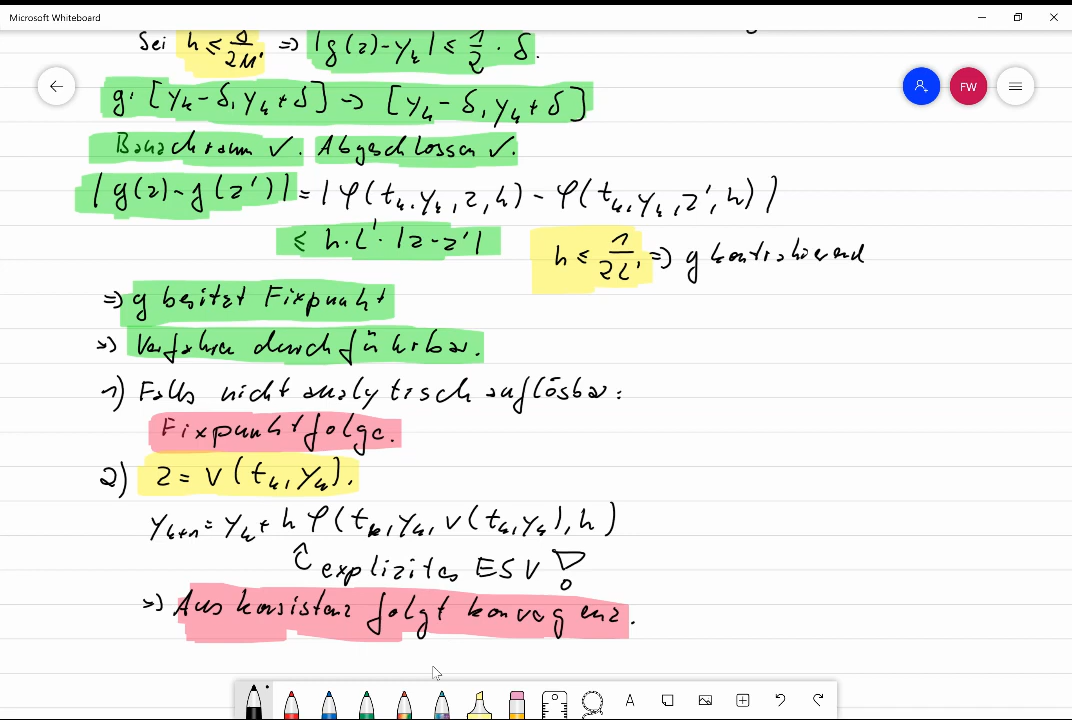 Microsoft Whiteboard
Sei h ≤ δ/2M' => |g(z)-y_k| ≤ 1/2 · δ.
FW
g: [y_k - δ, y_k + δ] -> [y_k - δ, y_k + δ]
Banachraum ✓. Abgeschlossen ✓.
|g(z)-g(z')| = |φ(t_k, y_k, z, h) - φ(t_k, y_k, z', h)|
≤ h·L'·|z-z'| h ≤ 1/2L' => g kontrahierend
=> g besitzt Fixpunkt
=> Verfahren durchführbar.
1) Falls nicht analytisch auflösbar:
Fixpunktfolge.
2) z = v(t_k, y_k).
y_k+1 = y_k + h φ(t_k, y_k, v(t_k, y_k), h)
explizites ESV!
=> Aus Konsistenz folgt Konvergenz.
A